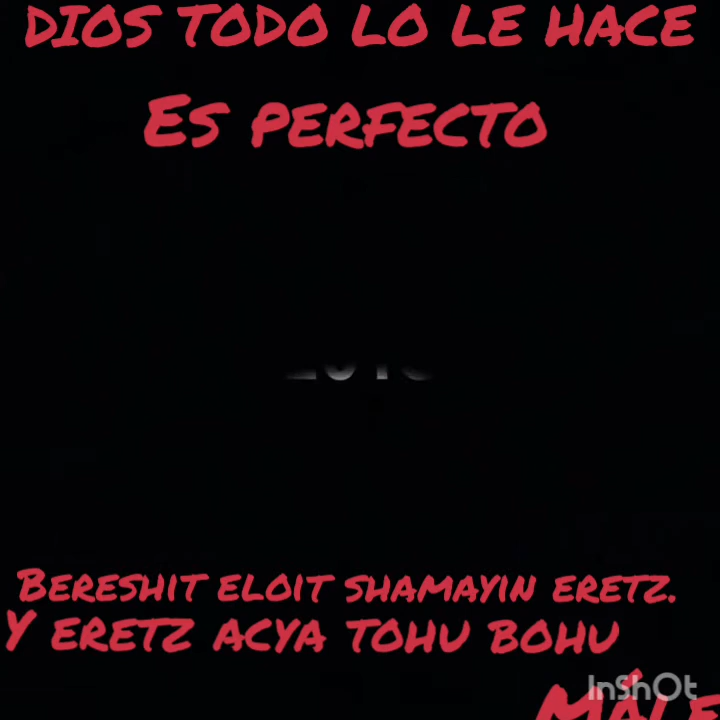 DIOS TODO LO LE HACE
ES PERFECTO
BERESHIT ELOIT SHAMAYIN ERETZ.
Y ERETZ ACYA TOHU BOHU
InShOt